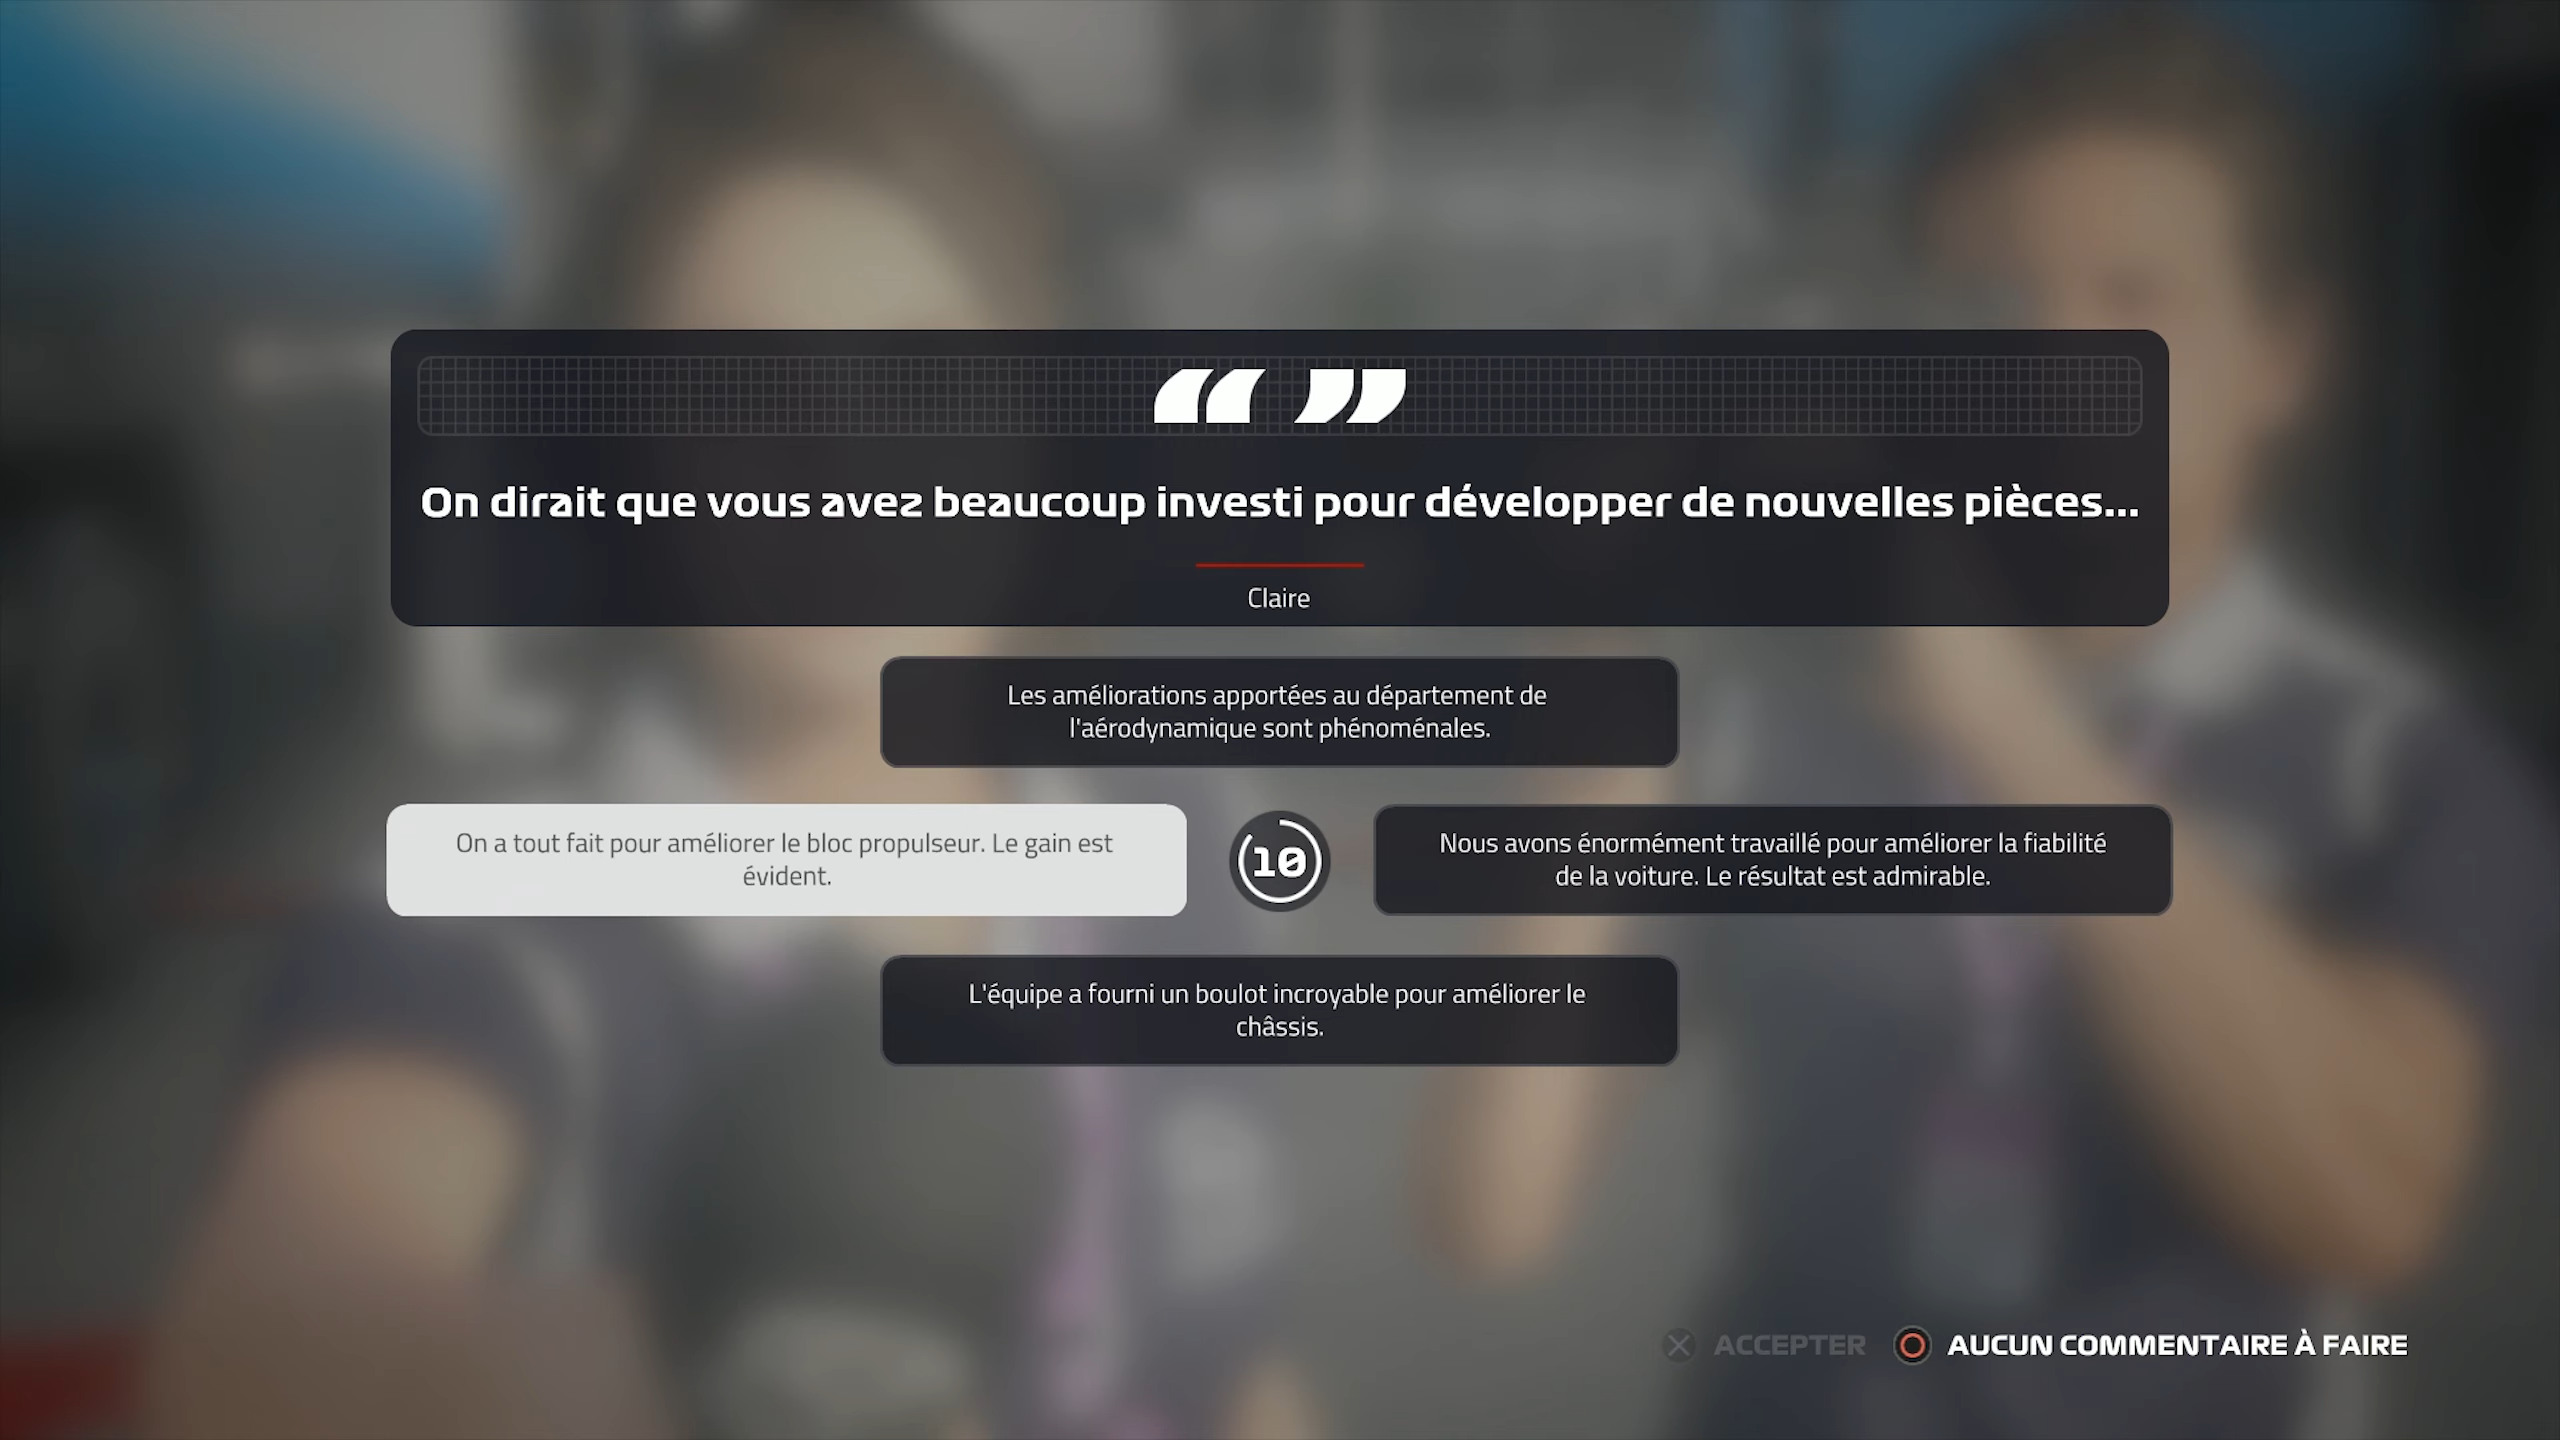 “ ”
On dirait que vous avez beaucoup investi pour développer de nouvelles pièces...
Claire
Les améliorations apportées au département de
l'aérodynamique sont phénoménales.
On a tout fait pour améliorer le bloc propulseur. Le gain est
évident.
10
Nous avons énormément travaillé pour améliorer la fiabilité
de la voiture. Le résultat est admirable.
L'équipe a fourni un boulot incroyable pour améliorer le
châssis.
ACCEPTER
AUCUN COMMENTAIRE À FAIRE